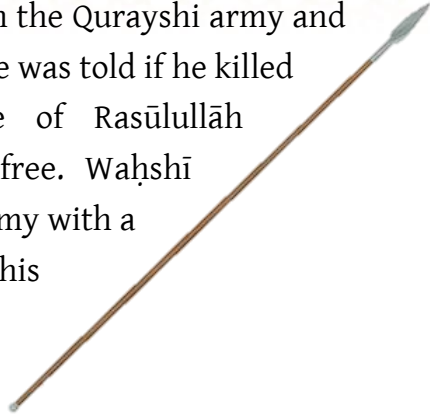 n the Qurayshi army and
e was told if he killed
e of Rasūlullāh
free. Waḥshī
my with a
his